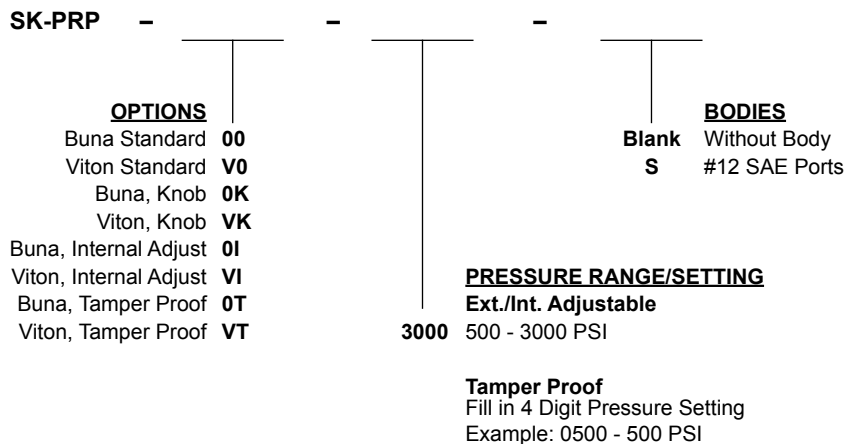 SK-PRP – – –
OPTIONS
Buna Standard 00
Viton Standard V0
Buna, Knob 0K
Viton, Knob VK
Buna, Internal Adjust 0I
Viton, Internal Adjust VI
Buna, Tamper Proof 0T
Viton, Tamper Proof VT
PRESSURE RANGE/SETTING
Ext./Int. Adjustable
3000 500 - 3000 PSI
Tamper Proof
Fill in 4 Digit Pressure Setting
Example: 0500 - 500 PSI
BODIES
Blank Without Body
S #12 SAE Ports